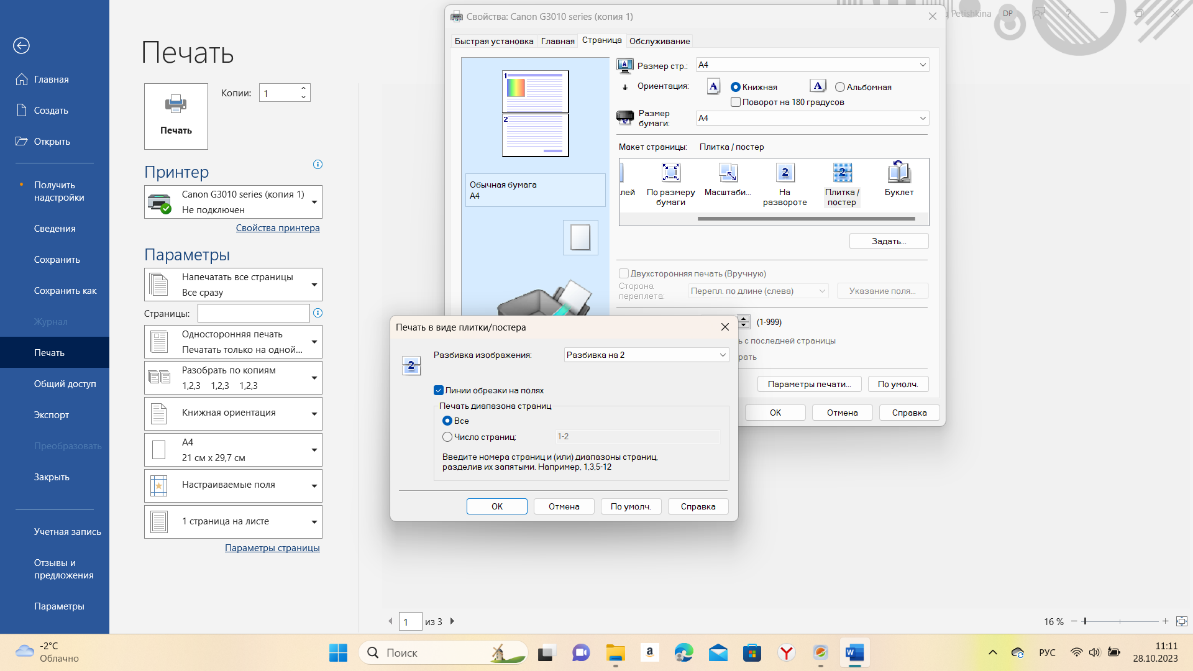 Главная
Создать
Открыть
Получить
надстройки
Сведения
Сохранить
Сохранить как
Журнал
Печать
Общий доступ
Экспорт
Преобразовать
Закрыть
Учетная запись
Отзывы и
предложения
Параметры
Печать
Печать
Копии:
1
Принтер
Canon G3010 series (копия 1)
Не подключен
Свойства принтера
Параметры
Напечатать все страницы
Все сразу
Страницы:
Односторонняя печать
Печатать только на одной...
Разобрать по копиям
1,2,3 1,2,3 1,2,3
Книжная ориентация
A4
21 см x 29,7 см
Настраиваемые поля
1 страница на листе
Параметры страницы
Свойства: Canon G3010 series (копия 1)
DP
Быстрая установка
Главная
Страница
Обслуживание
1
2
Обычная бумага
A4
Размер стр.:
A4
Ориентация:
A
Книжная
A
Альбомная
Поворот на 180 градусов
Размер
бумаги:
A4
Макет страницы:
Плитка / постер
лей
По размеру
бумаги
Масштаби...
2
На
развороте
2
Плитка /
постер
Буклет
Задать...
Двухсторонняя печать (Вручную)
Сторона
переплета:
Перепл. по длине (слева)
Указание поля...
(1-999)
с последней страницы
рать
Параметры печати...
По умолч.
OK
Отмена
Справка
Печать в виде плитки/постера
2
Разбивка изображения:
Разбивка на 2
Линии обрезки на полях
Печать диапазона страниц
Все
Число страниц:
1-2
Введите номера страниц и (или) диапазоны страниц,
разделив их запятыми. Например, 1,3,5-12
OK
Отмена
По умолч.
Справка
1
из 3
16 %
-2°C
Облачно
Поиск
РУС
11:11
28.10.2023